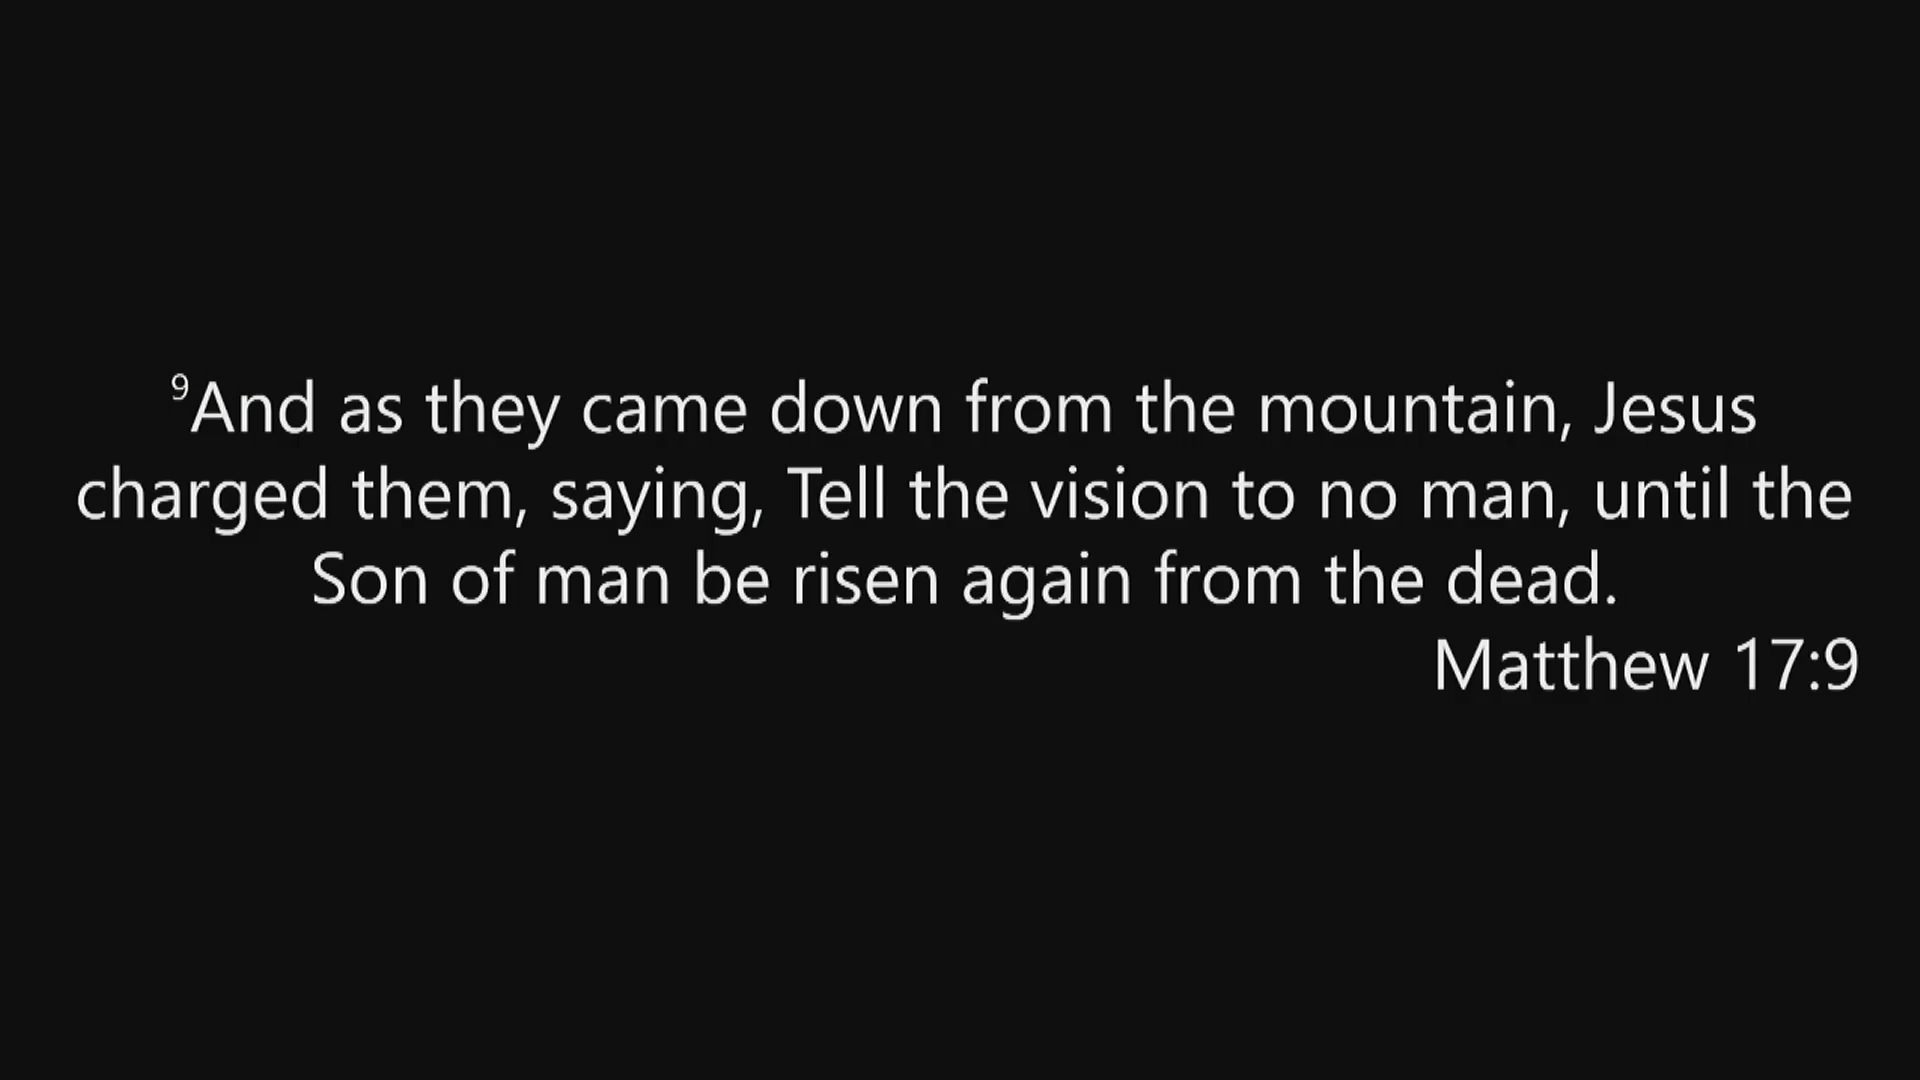 ⁹And as they came down from the mountain, Jesus
charged them, saying, Tell the vision to no man, until the
Son of man be risen again from the dead.
Matthew 17:9